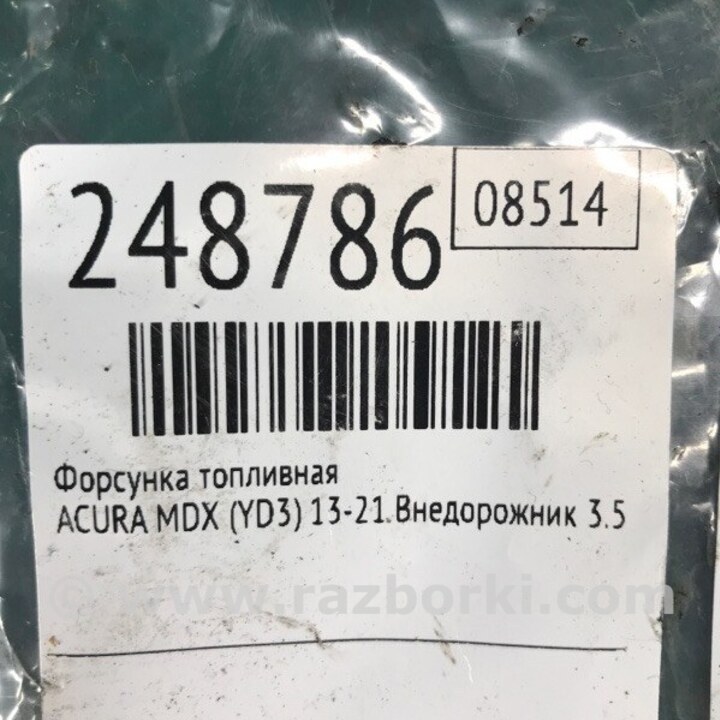 248786
08514
Форсунка топливная
ACURA MDX (YD3) 13-21.Внедорожник 3.5
© www.razborki.com